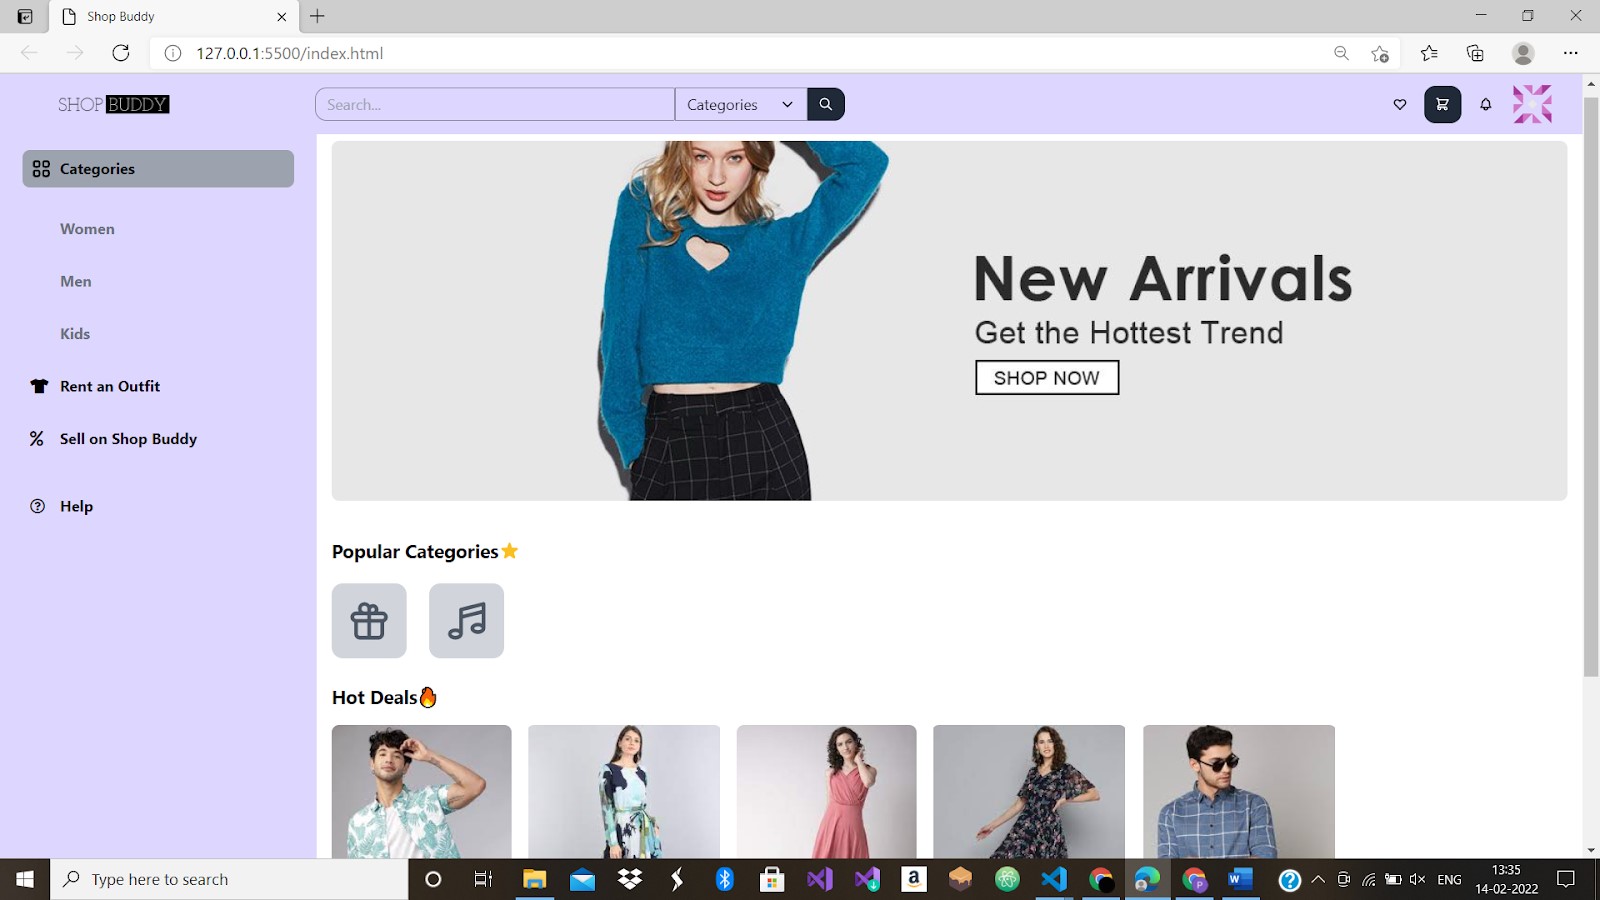 Shop Buddy
127.0.0.1:5500/index.html
SHOP BUDDY
Search...
Categories
Categories
Women
Men
Kids
Rent an Outfit
Sell on Shop Buddy
Help
New Arrivals
Get the Hottest Trend
SHOP NOW
Popular Categories
Hot Deals
Type here to search
ENG
13:35
14-02-2022